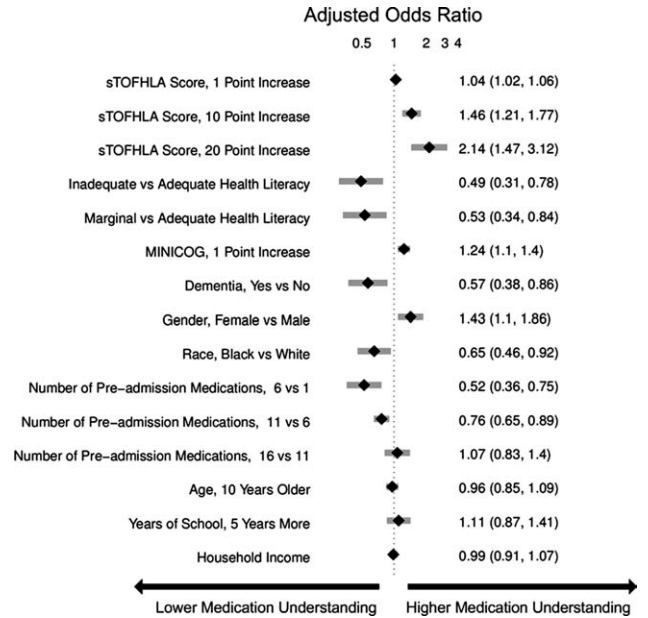 Adjusted Odds Ratio
0.5 1 2 3 4
sTOFHLA Score, 1 Point Increase 1.04 (1.02, 1.06)
sTOFHLA Score, 10 Point Increase 1.46 (1.21, 1.77)
sTOFHLA Score, 20 Point Increase 2.14 (1.47, 3.12)
Inadequate vs Adequate Health Literacy 0.49 (0.31, 0.78)
Marginal vs Adequate Health Literacy 0.53 (0.34, 0.84)
MINICOG, 1 Point Increase 1.24 (1.1, 1.4)
Dementia, Yes vs No 0.57 (0.38, 0.86)
Gender, Female vs Male 1.43 (1.1, 1.86)
Race, Black vs White 0.65 (0.46, 0.92)
Number of Pre−admission Medications, 6 vs 1 0.52 (0.36, 0.75)
Number of Pre−admission Medications, 11 vs 6 0.76 (0.65, 0.89)
Number of Pre−admission Medications, 16 vs 11 1.07 (0.83, 1.4)
Age, 10 Years Older 0.96 (0.85, 1.09)
Years of School, 5 Years More 1.11 (0.87, 1.41)
Household Income 0.99 (0.91, 1.07)
Lower Medication Understanding Higher Medication Understanding